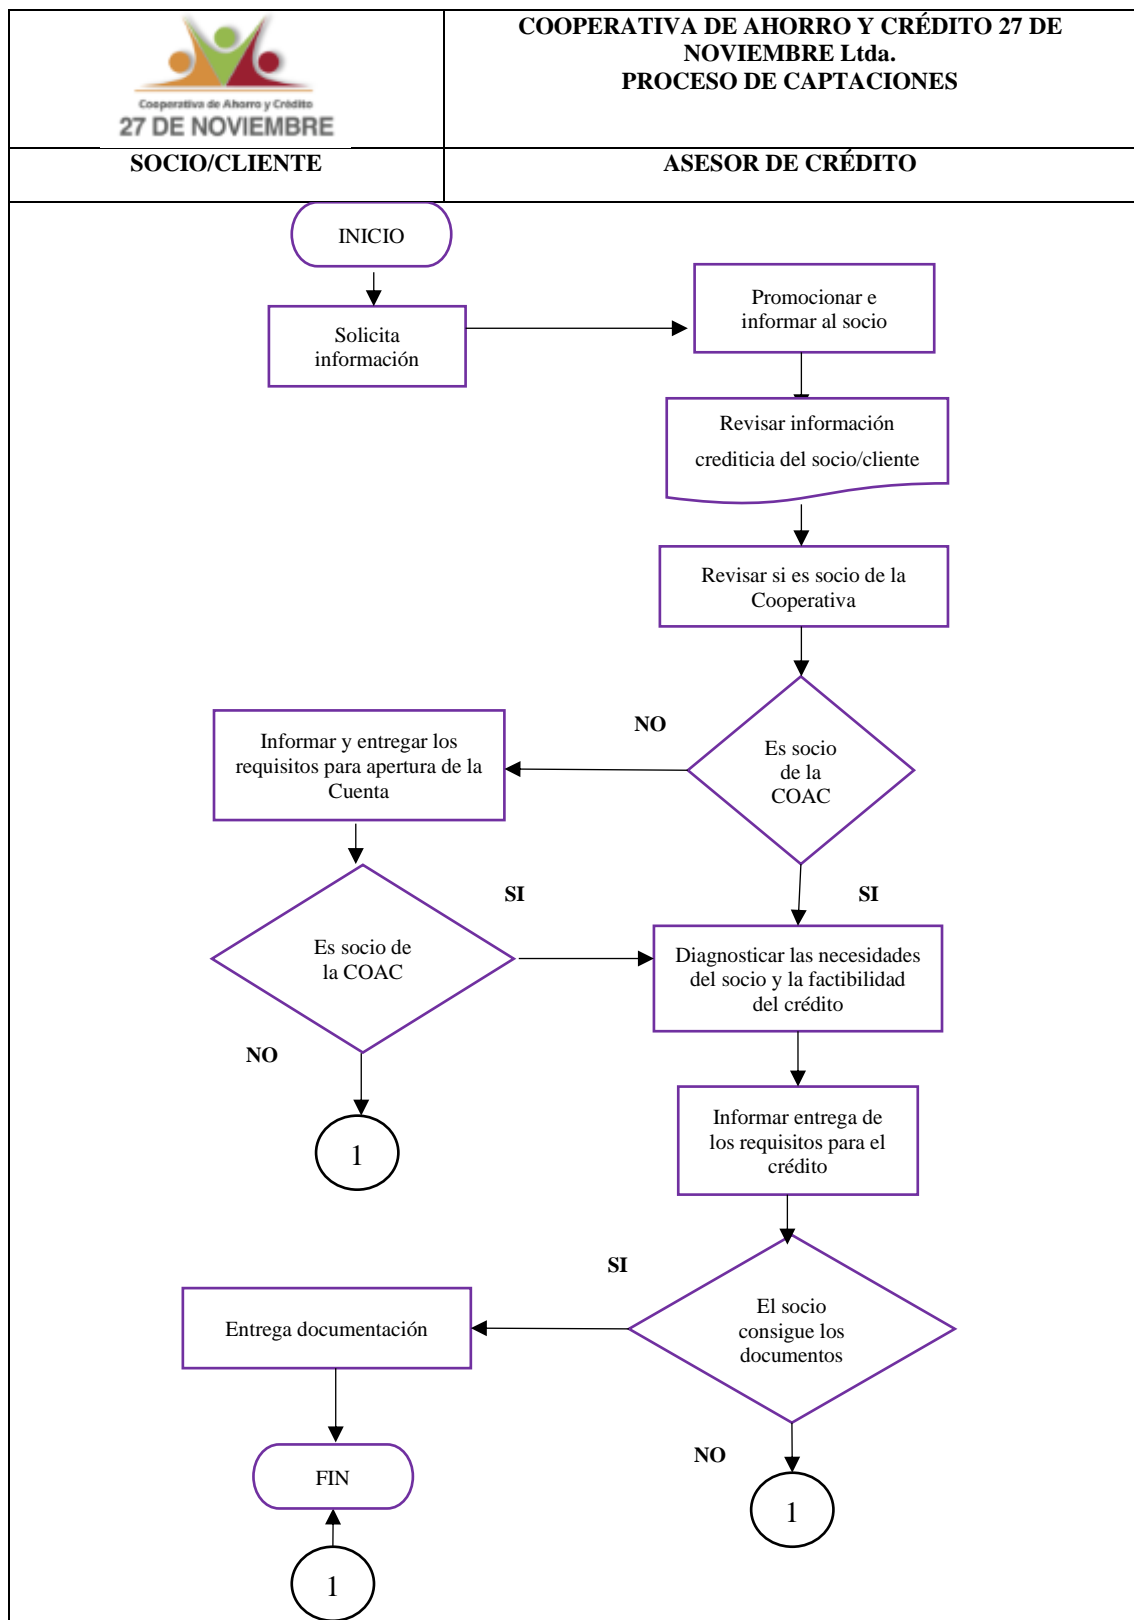 Cooperativa de Ahorro y Crédito
27 DE NOVIEMBRE
COOPERATIVA DE AHORRO Y CRÉDITO 27 DE
NOVIEMBRE Ltda.
PROCESO DE CAPTACIONES
SOCIO/CLIENTE
ASESOR DE CRÉDITO
INICIO
Solicita
información
Promocionar e
informar al socio
Revisar información
crediticia del socio/cliente
Revisar si es socio de la
Cooperativa
Es socio
de la
COAC
NO
Informar y entregar los
requisitos para apertura de la
Cuenta
SI
SI
Es socio de
la COAC
Diagnosticar las necesidades
del socio y la factibilidad
del crédito
NO
1
Informar entrega de
los requisitos para el
crédito
SI
El socio
consigue los
documentos
Entrega documentación
NO
FIN
1
1